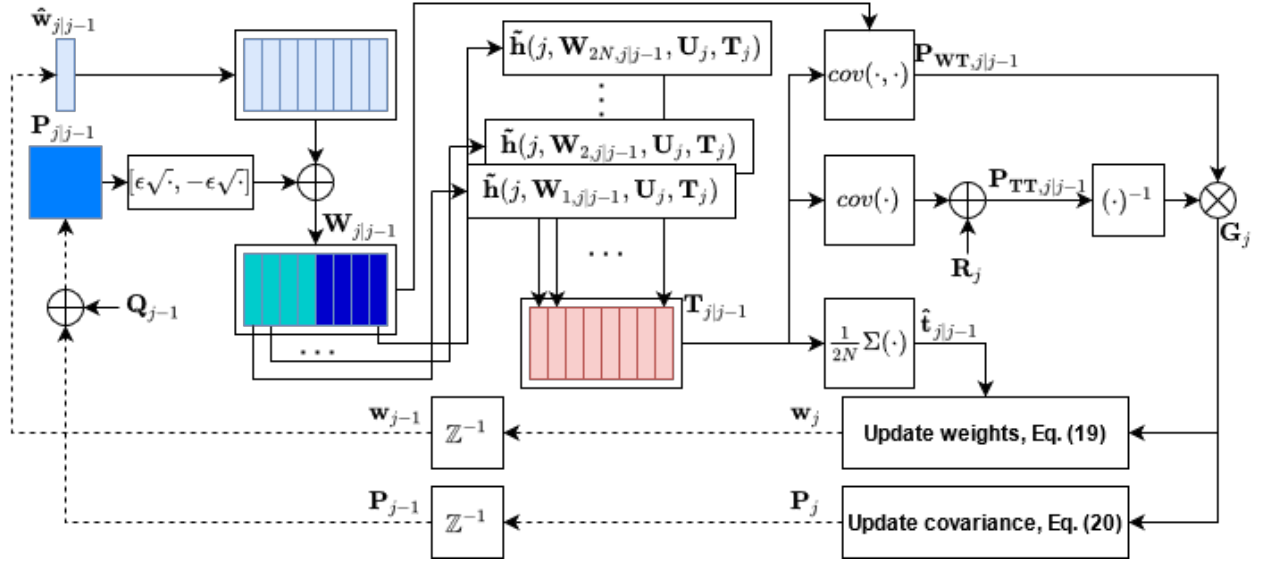 ŵ_{j|j−1}
P_{j|j−1}
[ϵ√·, −ϵ√·]
W_{j|j−1}
Q_{j−1}
...
h̃(j, W_{2N,j|j−1}, U_j, T_j)
⋮
h̃(j, W_{2,j|j−1}, U_j, T_j)
h̃(j, W_{1,j|j−1}, U_j, T_j)
...
T_{j|j−1}
cov(·,·)
P_{WT,j|j−1}
cov(·)
P_{TT,j|j−1}
(·)^{−1}
G_j
R_j
1/2N Σ(·)
t̂_{j|j−1}
w_{j−1}
ℤ^{−1}
w_j
Update weights, Eq. (19)
P_{j−1}
ℤ^{−1}
P_j
Update covariance, Eq. (20)